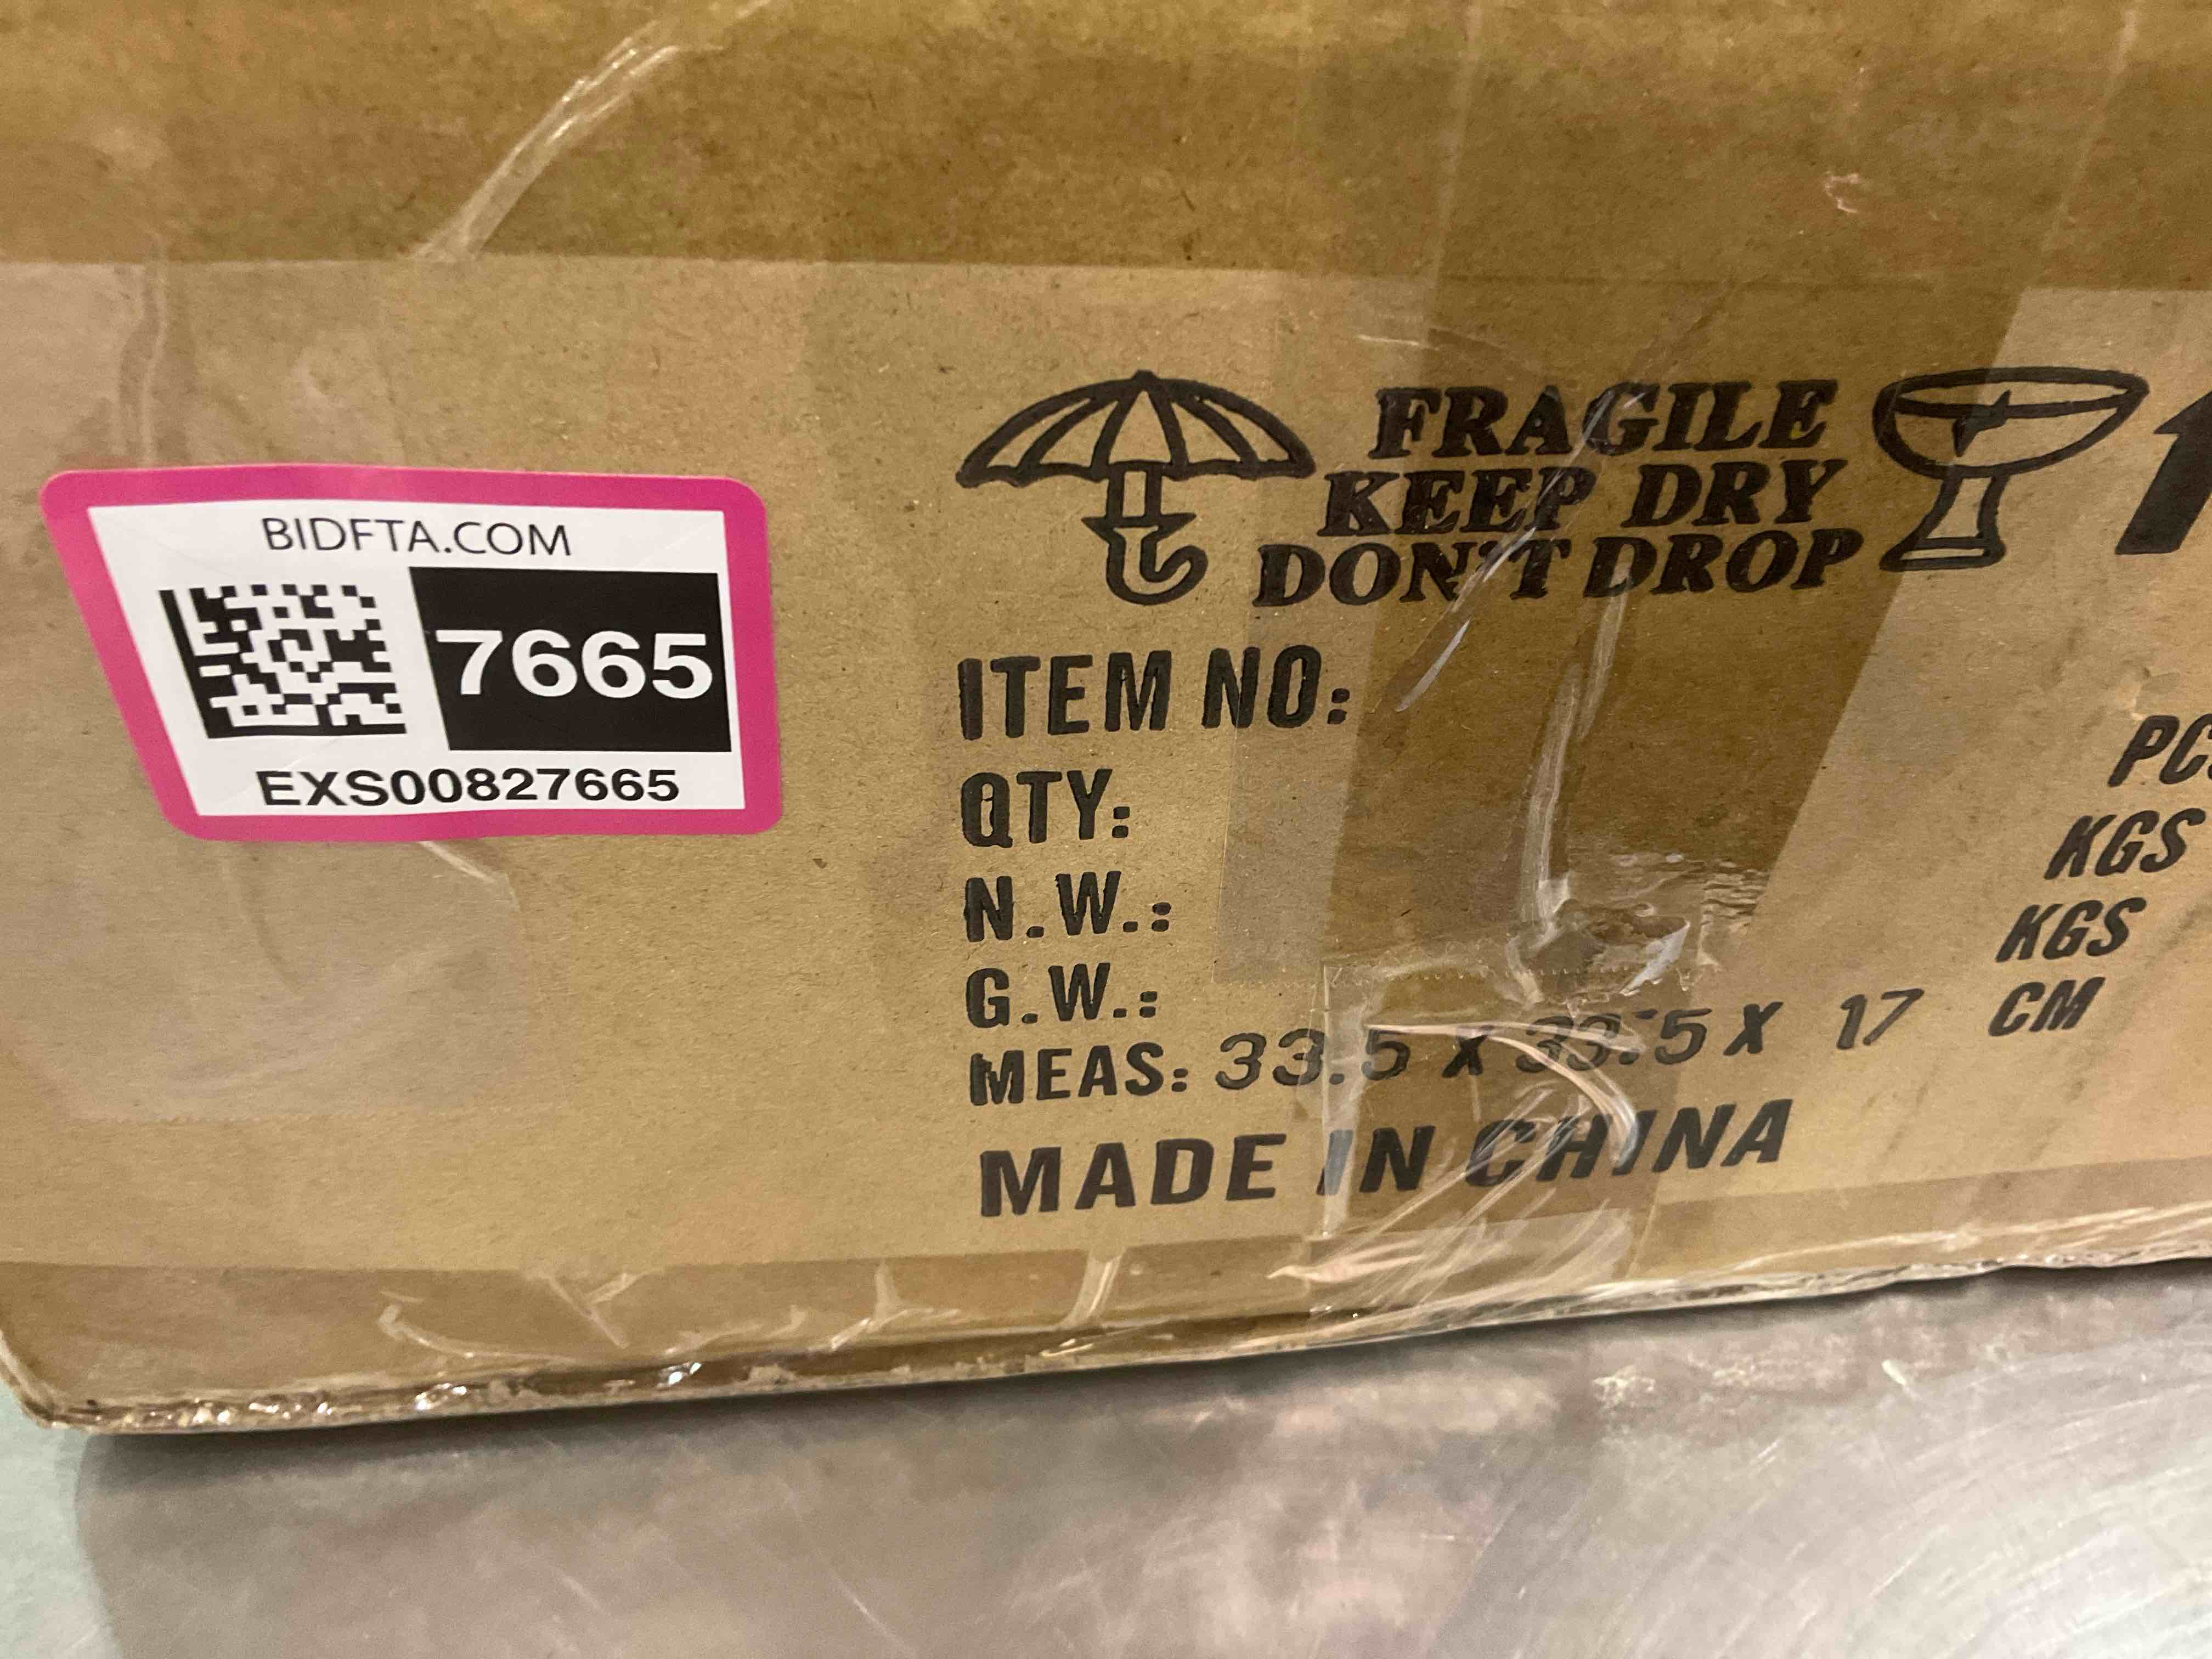 BIDFTA.COM
7665
EXS00827665
FRAGILE
KEEP DRY
DON'T DROP
ITEM NO:
QTY: PCS
N.W.: KGS
G.W.: KGS
MEAS: 33.5 X 33.5 X 17 CM
MADE IN CHINA